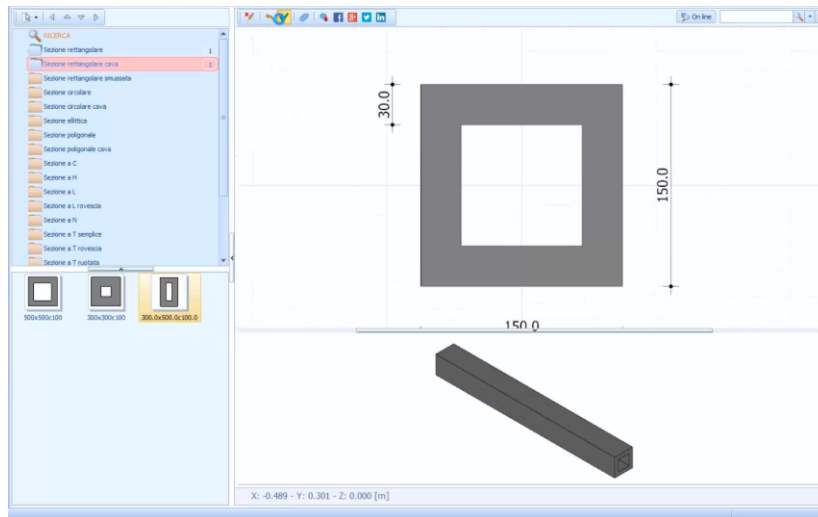 On line
RICERCA
Sezione rettangolare 1
Sezione rettangolare cava 3
Sezione rettangolare smussata
Sezione circolare
Sezione circolare cava
Sezione ellittica
Sezione poligonale
Sezione poligonale cava
Sezione a C
Sezione a H
Sezione a L
Sezione a L rovescia
Sezione a N
Sezione a T semplice
Sezione a T rovescia
Sezione a T ruotata
500x500c100
300x300c100
300.0x500.0c100.0
30.0
150.0
150.0
X: -0.489 - Y: 0.301 - Z: 0.000 [m]